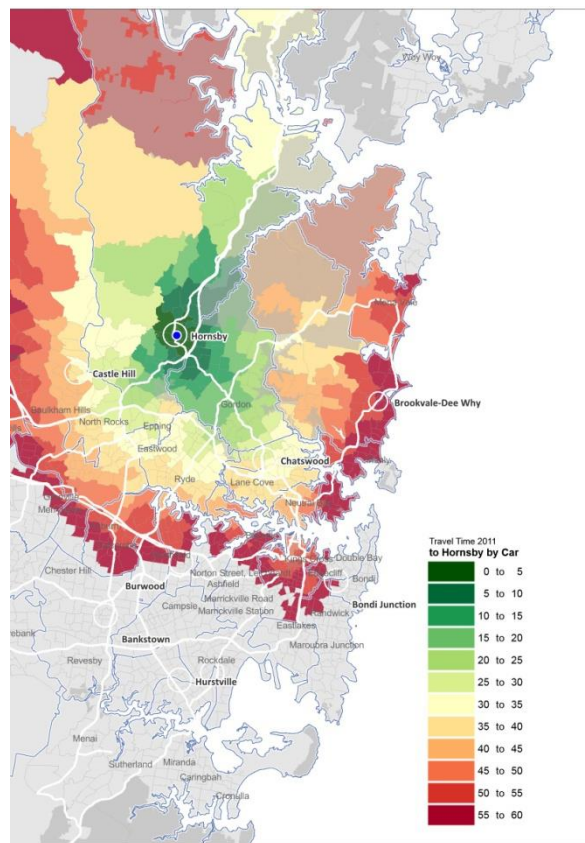 Woy Woy
Hornsby
Castle Hill
Gordon
Brookvale-Dee Why
Baulkham Hills
North Rocks
Epping
Eastwood
Chatswood
Ryde
Lane Cove
Neutral
Double Bay
Chester Hill
Norton Street,
Ashfield
Bondi
Burwood
Marrickville Road
Campsie
Marrickville Station
Randwick
Bondi Junction
Eastlakes
Bankstown
Maroubra Junction
Revesby
Rockdale
Hurstville
Menai
Sutherland
Miranda
Caringbah
Cronulla
Travel Time 2011
to Hornsby by Car
0 to 5
5 to 10
10 to 15
15 to 20
20 to 25
25 to 30
30 to 35
35 to 40
40 to 45
45 to 50
50 to 55
55 to 60